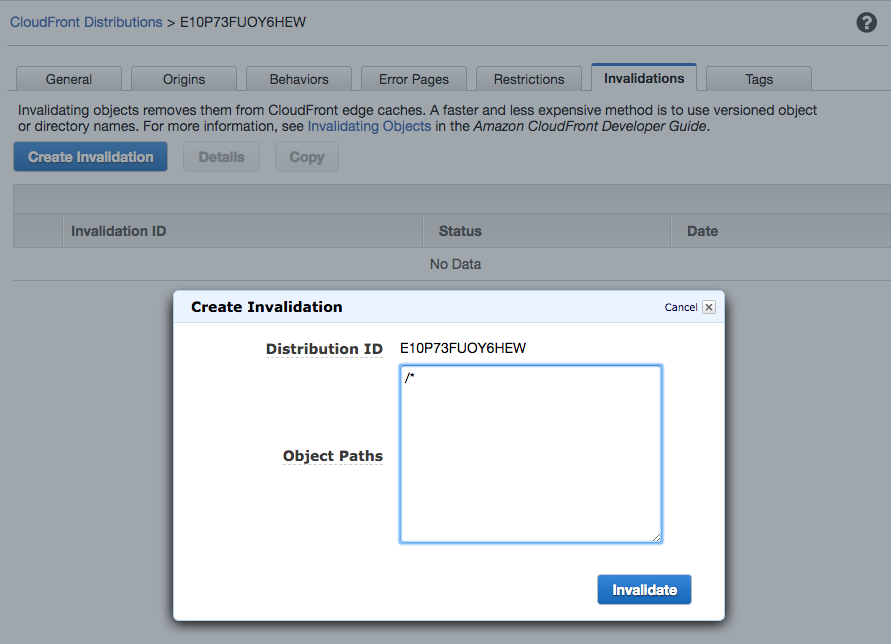 CloudFront Distributions > E10P73FUOY6HEW
General Origins Behaviors Error Pages Restrictions Invalidations Tags
Invalidating objects removes them from CloudFront edge caches. A faster and less expensive method is to use versioned object
or directory names. For more information, see Invalidating Objects in the Amazon CloudFront Developer Guide.
Create Invalidation Details Copy
Invalidation ID Status Date
No Data
Create Invalidation Cancel
Distribution ID E10P73FUOY6HEW
/*
Object Paths
Invalidate